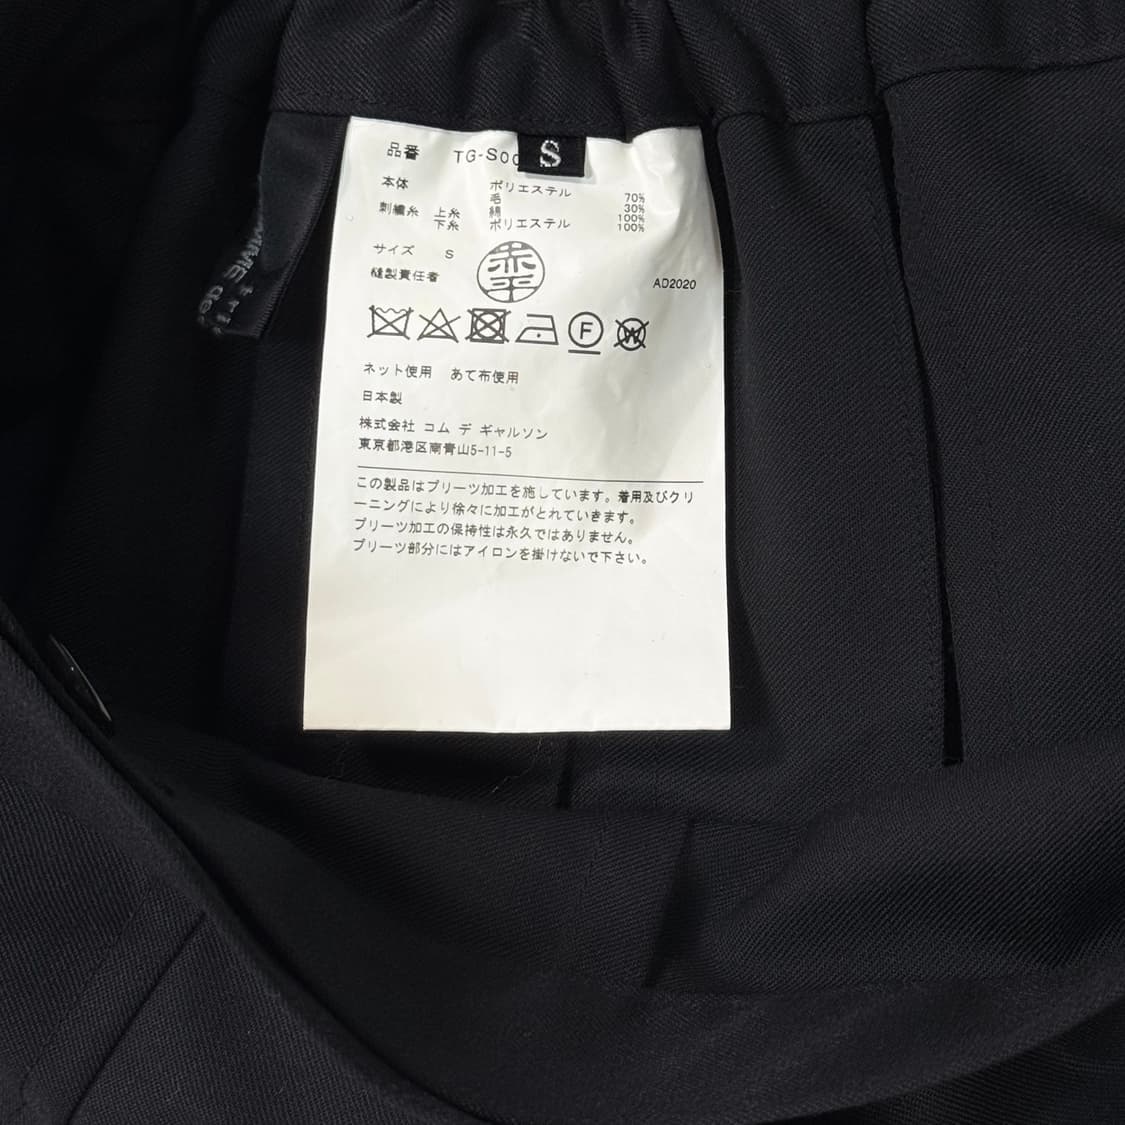 品番 TG-S00
S
本体 ポリエステル 70%
毛 30%
刺繍糸 上糸 綿 100%
下糸 ポリエステル 100%
サイズ S
縫製責任者 赤平
AD2020
F W
ネット使用 あて布使用
日本製
株式会社 コム デ ギャルソン
東京都港区南青山5-11-5
この製品はプリーツ加工を施しています。着用及びクリ
ーニングにより徐々に加工がとれていきます。
プリーツ加工の保持性は永久ではありません。
プリーツ部分にはアイロンを掛けないで下さい。